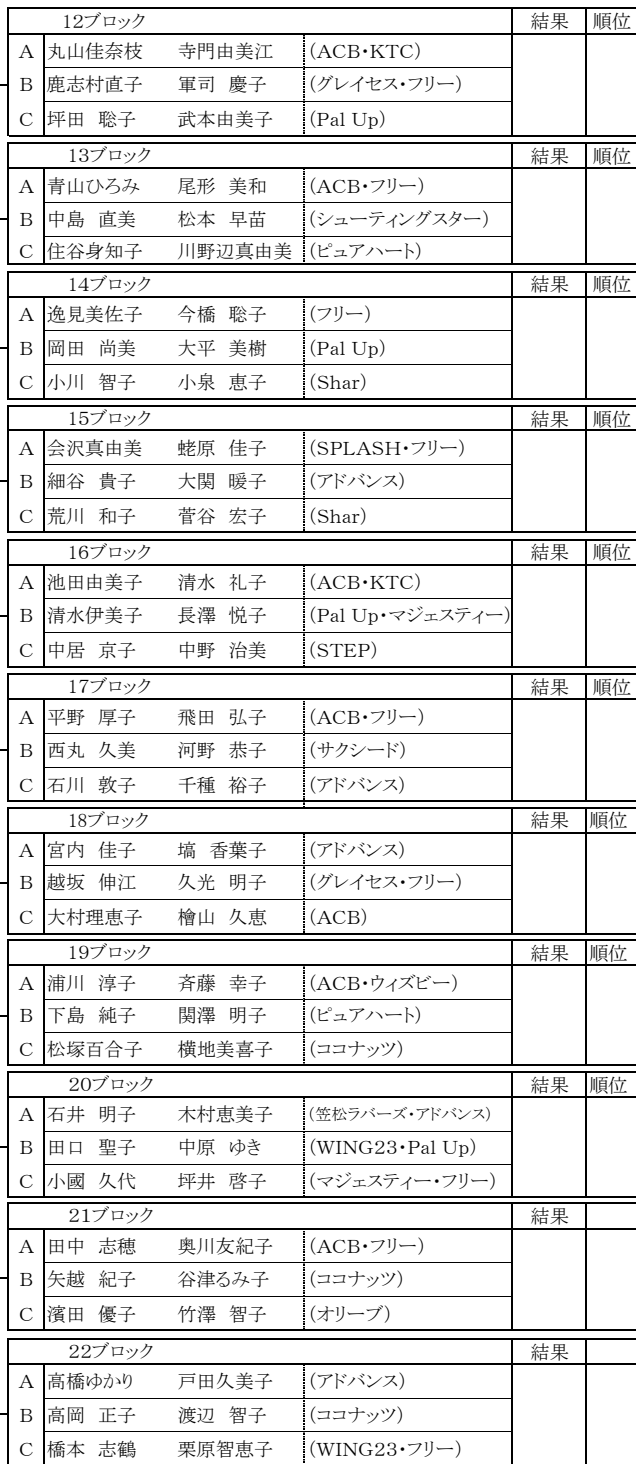 12ブロック 結果 順位
A 丸山佳奈枝 寺門由美江 (ACB・KTC)
B 鹿志村直子 軍司 慶子 (グレイセス・フリー)
C 坪田 聡子 武本由美子 (Pal Up)
13ブロック 結果 順位
A 青山ひろみ 尾形 美和 (ACB・フリー)
B 中島 直美 松本 早苗 (シューティングスター)
C 住谷身知子 川野辺真由美 (ピュアハート)
14ブロック 結果 順位
A 逸見美佐子 今橋 聡子 (フリー)
B 岡田 尚美 大平 美樹 (Pal Up)
C 小川 智子 小泉 恵子 (Shar)
15ブロック 結果 順位
A 会沢真由美 蛯原 佳子 (SPLASH・フリー)
B 細谷 貴子 大関 暖子 (アドバンス)
C 荒川 和子 菅谷 宏子 (Shar)
16ブロック 結果 順位
A 池田由美子 清水 礼子 (ACB・KTC)
B 清水伊美子 長澤 悦子 (Pal Up・マジェスティー)
C 中居 京子 中野 治美 (STEP)
17ブロック 結果 順位
A 平野 厚子 飛田 弘子 (ACB・フリー)
B 西丸 久美 河野 恭子 (サクシード)
C 石川 敦子 千種 裕子 (アドバンス)
18ブロック 結果 順位
A 宮内 佳子 塙 香葉子 (アドバンス)
B 越坂 伸江 久光 明子 (グレイセス・フリー)
C 大村理恵子 檜山 久恵 (ACB)
19ブロック 結果 順位
A 浦川 淳子 斉藤 幸子 (ACB・ウィズビー)
B 下島 純子 関澤 明子 (ピュアハート)
C 松塚百合子 横地美喜子 (ココナッツ)
20ブロック 結果 順位
A 石井 明子 木村恵美子 (笠松ラバーズ・アドバンス)
B 田口 聖子 中原 ゆき (WING23・Pal Up)
C 小國 久代 坪井 啓子 (マジェスティー・フリー)
21ブロック 結果
A 田中 志穂 奥川友紀子 (ACB・フリー)
B 矢越 紀子 谷津るみ子 (ココナッツ)
C 濱田 優子 竹澤 智子 (オリーブ)
22ブロック 結果
A 高橋ゆかり 戸田久美子 (アドバンス)
B 高岡 正子 渡辺 智子 (ココナッツ)
C 橋本 志鶴 栗原智恵子 (WING23・フリー)